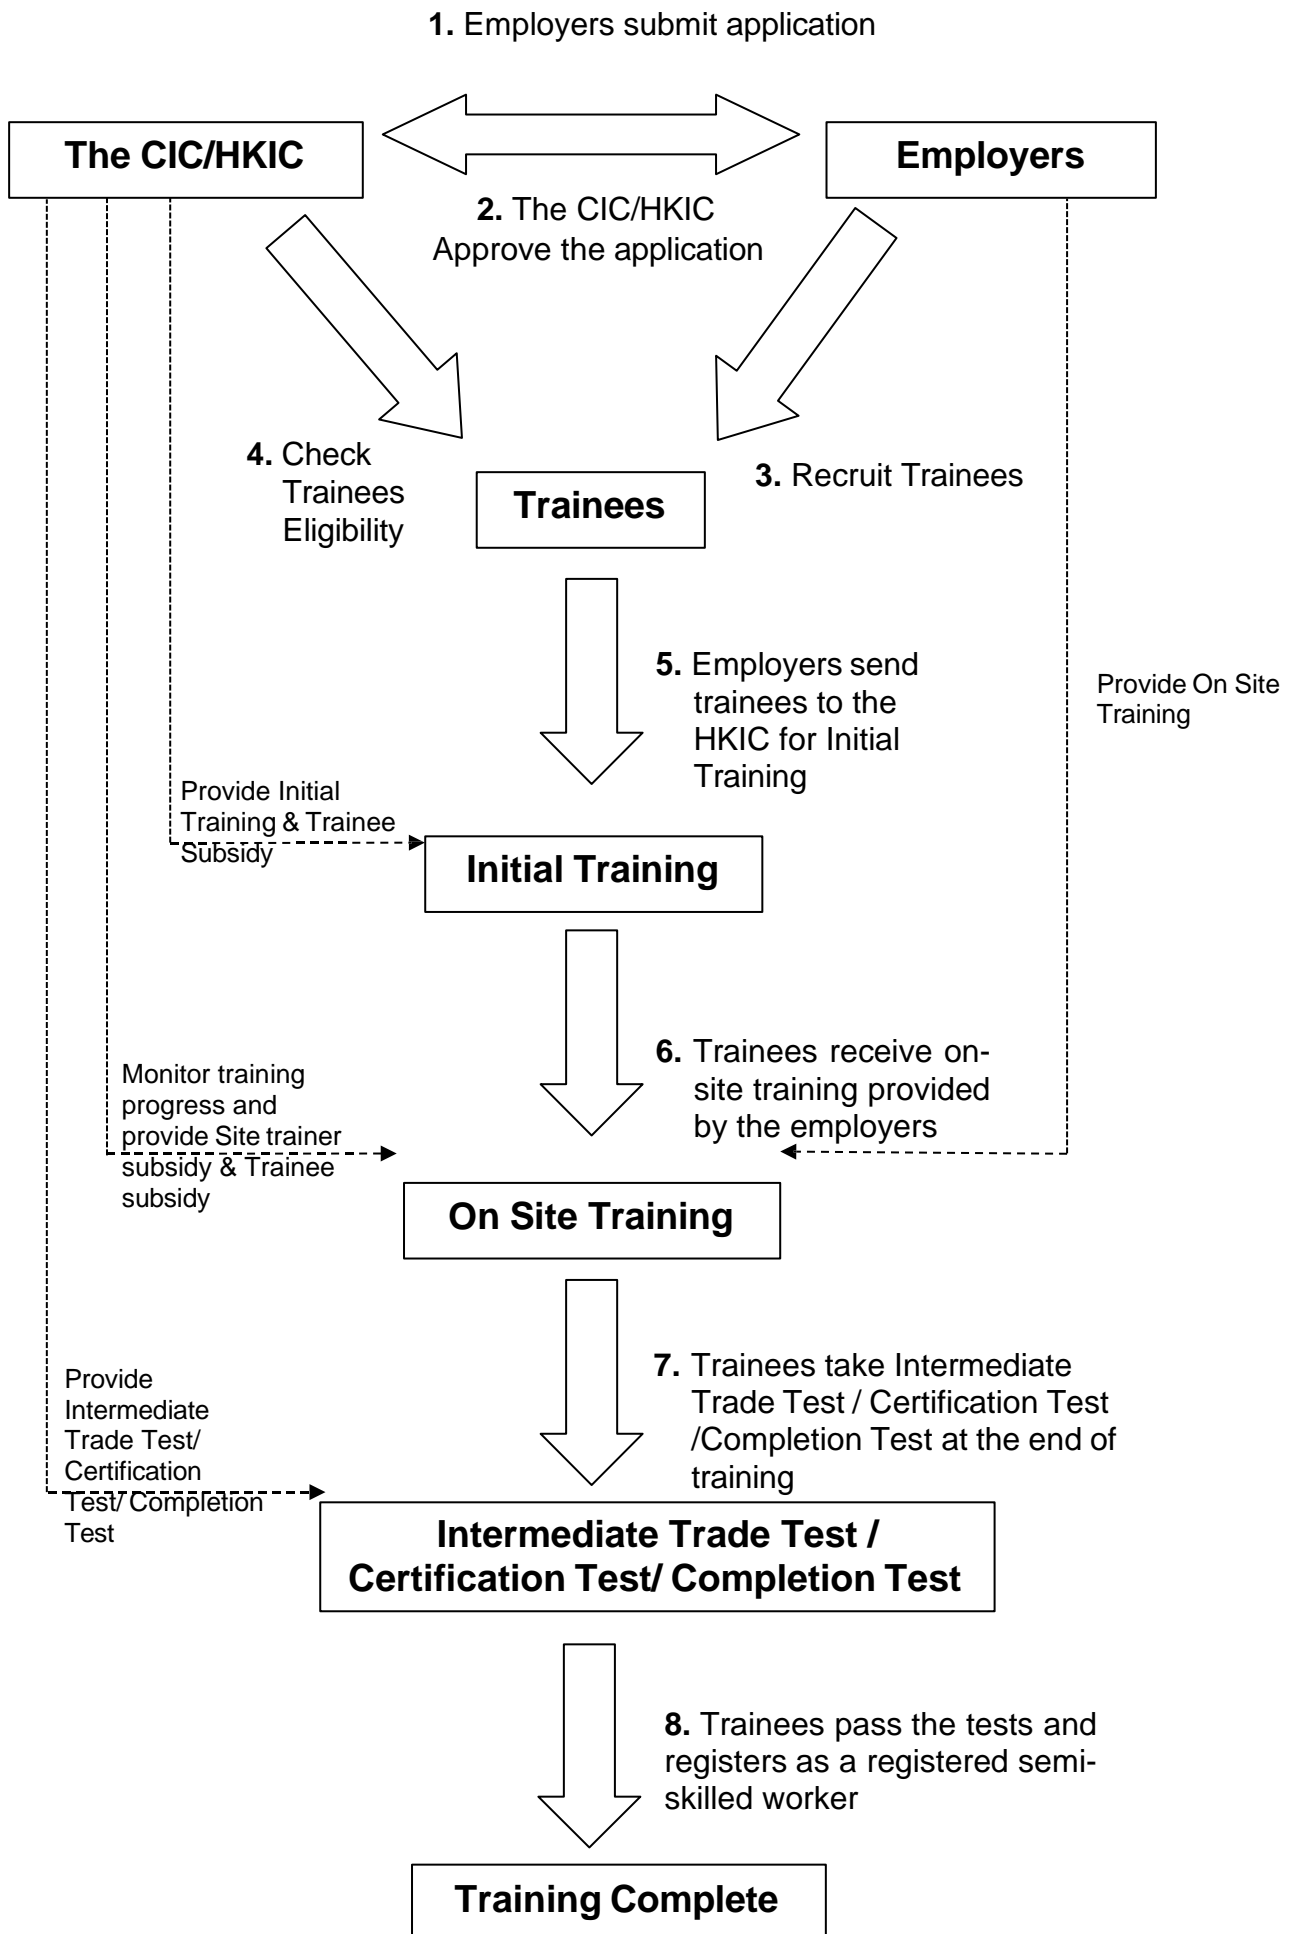 1. Employers submit application
The CIC/HKIC
Employers
2. The CIC/HKIC
Approve the application
4. Check
Trainees
Eligibility
3. Recruit Trainees
Trainees
5. Employers send
trainees to the
HKIC for Initial
Training
Provide On Site
Training
Provide Initial
Training & Trainee
Subsidy
Initial Training
6. Trainees receive on-
site training provided
by the employers
Monitor training
progress and
provide Site trainer
subsidy & Trainee
subsidy
On Site Training
7. Trainees take Intermediate
Trade Test / Certification Test
/Completion Test at the end of
training
Provide
Intermediate
Trade Test/
Certification
Test/ Completion
Test
Intermediate Trade Test /
Certification Test/ Completion Test
8. Trainees pass the tests and
registers as a registered semi-
skilled worker
Training Complete